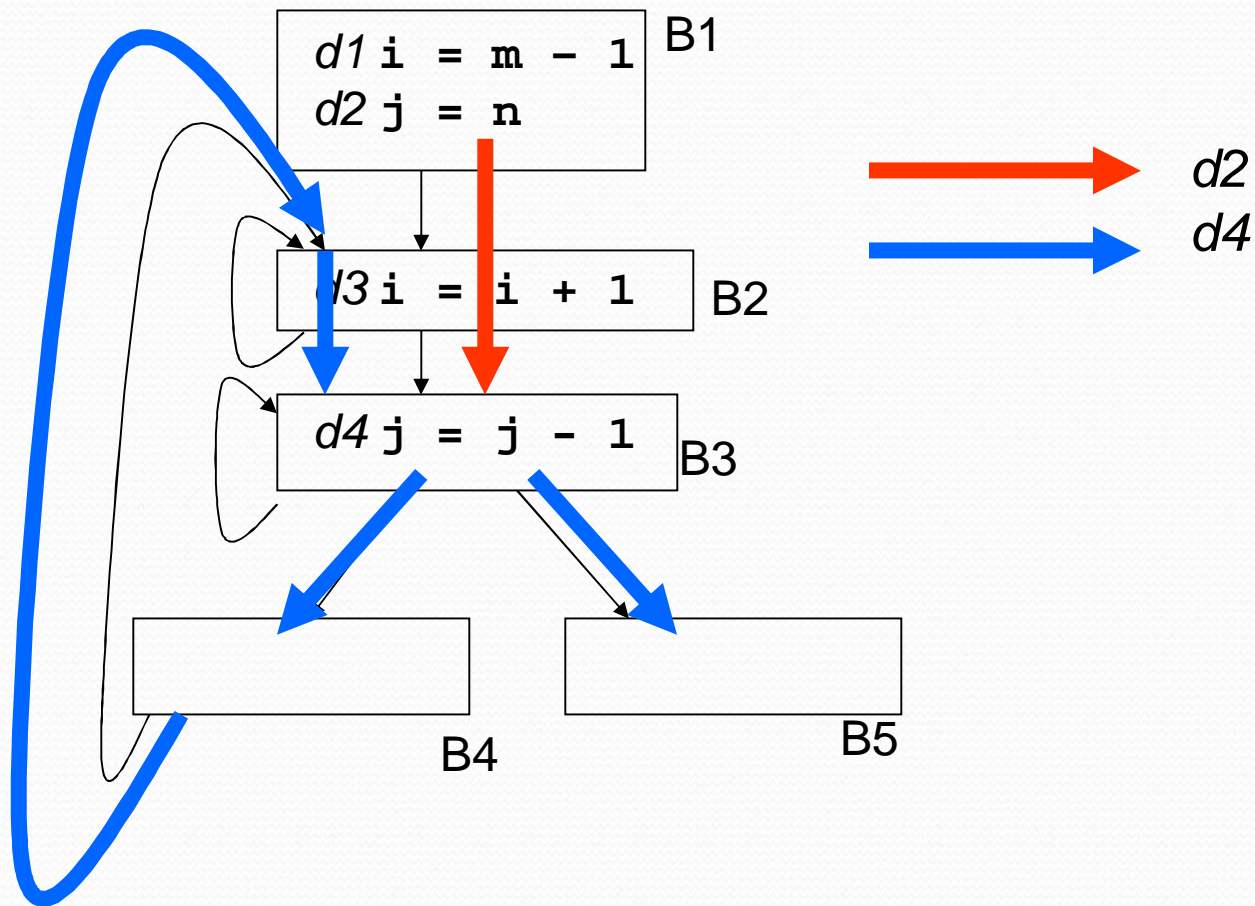 d1 i = m - 1
B1
d2 j = n
d2
d4
d3 i = i + 1
B2
d4 j = j - 1
B3
B4
B5